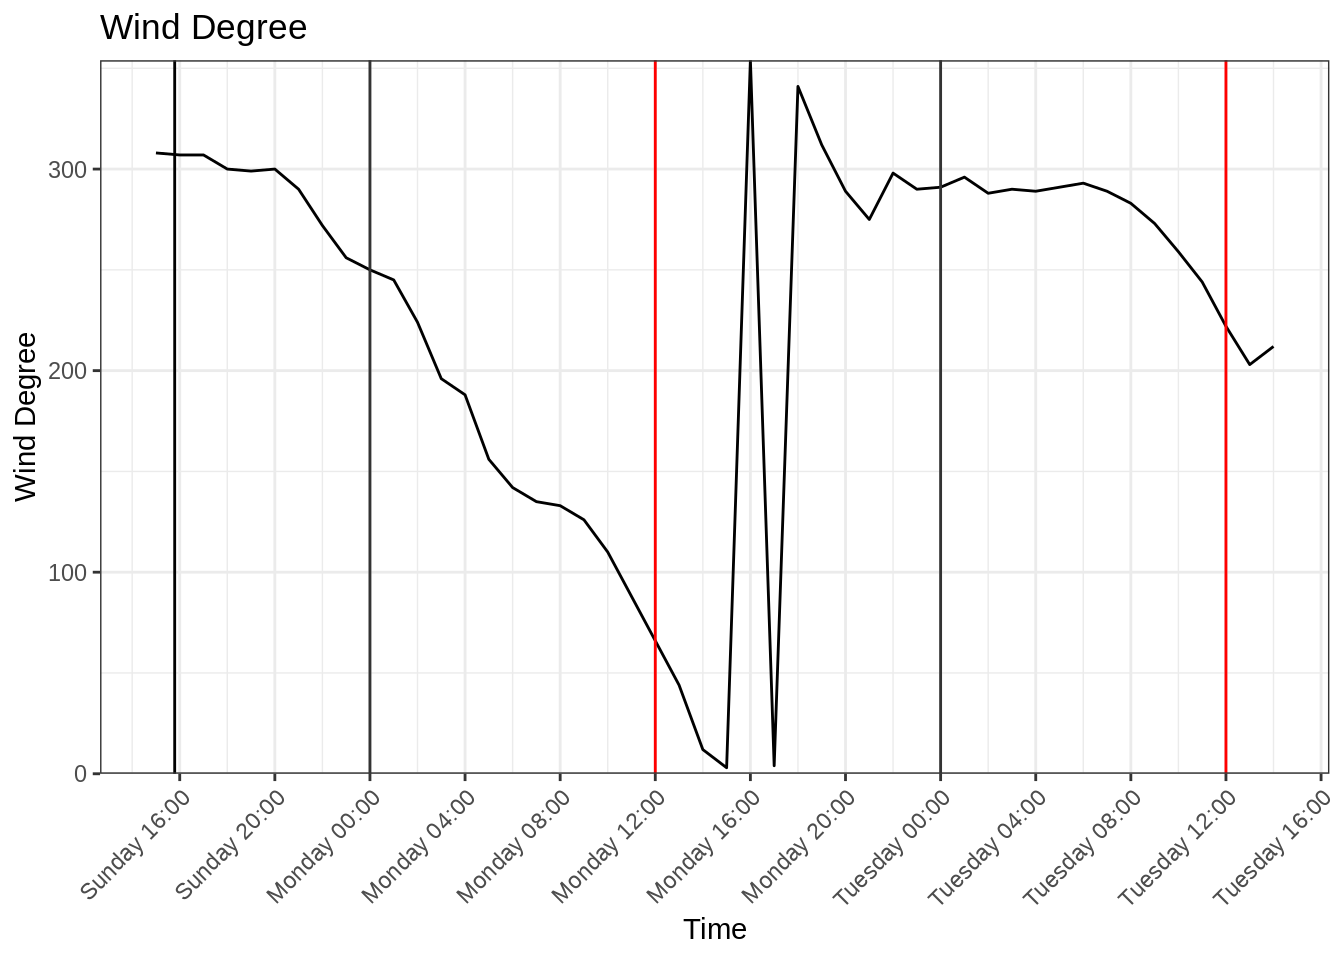 Wind Degree
Wind Degree
300
200
100
0
Sunday 16:00
Sunday 20:00
Monday 00:00
Monday 04:00
Monday 08:00
Monday 12:00
Monday 16:00
Monday 20:00
Tuesday 00:00
Tuesday 04:00
Tuesday 08:00
Tuesday 12:00
Tuesday 16:00
Time